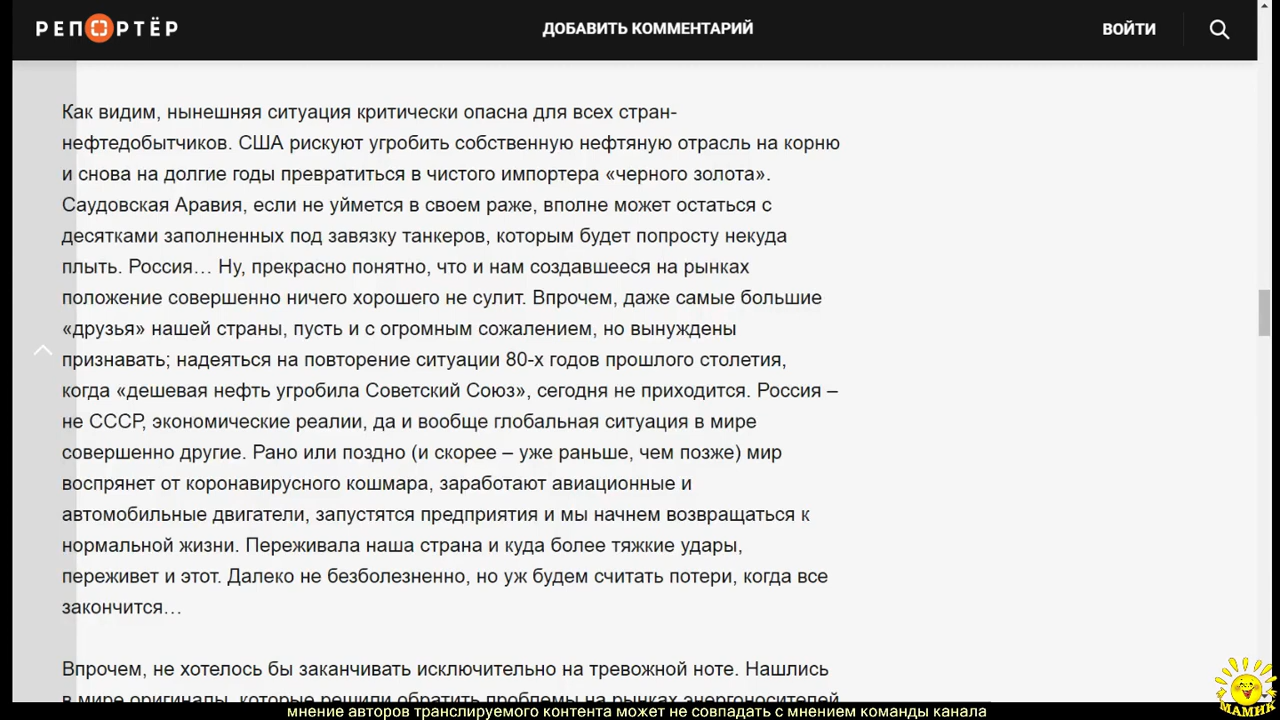 РЕПОРТЁР
ДОБАВИТЬ КОММЕНТАРИЙ
ВОЙТИ
Как видим, нынешняя ситуация критически опасна для всех стран-
нефтедобытчиков. США рискуют угробить собственную нефтяную отрасль на корню
и снова на долгие годы превратиться в чистого импортера «черного золота».
Саудовская Аравия, если не уймется в своем раже, вполне может остаться с
десятками заполненных под завязку танкеров, которым будет попросту некуда
плыть. Россия… Ну, прекрасно понятно, что и нам создавшееся на рынках
положение совершенно ничего хорошего не сулит. Впрочем, даже самые большие
«друзья» нашей страны, пусть и с огромным сожалением, но вынуждены
признавать; надеяться на повторение ситуации 80-х годов прошлого столетия,
когда «дешевая нефть угробила Советский Союз», сегодня не приходится. Россия –
не СССР, экономические реалии, да и вообще глобальная ситуация в мире
совершенно другие. Рано или поздно (и скорее – уже раньше, чем позже) мир
воспрянет от коронавирусного кошмара, заработают авиационные и
автомобильные двигатели, запустятся предприятия и мы начнем возвращаться к
нормальной жизни. Переживала наша страна и куда более тяжкие удары,
переживет и этот. Далеко не безболезненно, но уж будем считать потери, когда все
закончится…
Впрочем, не хотелось бы заканчивать исключительно на тревожной ноте. Нашлись
в мире оригиналы, которые решили обратить проблемы на рынках энергоносителей
мнение авторов транслируемого контента может не совпадать с мнением команды канала
МАМИК